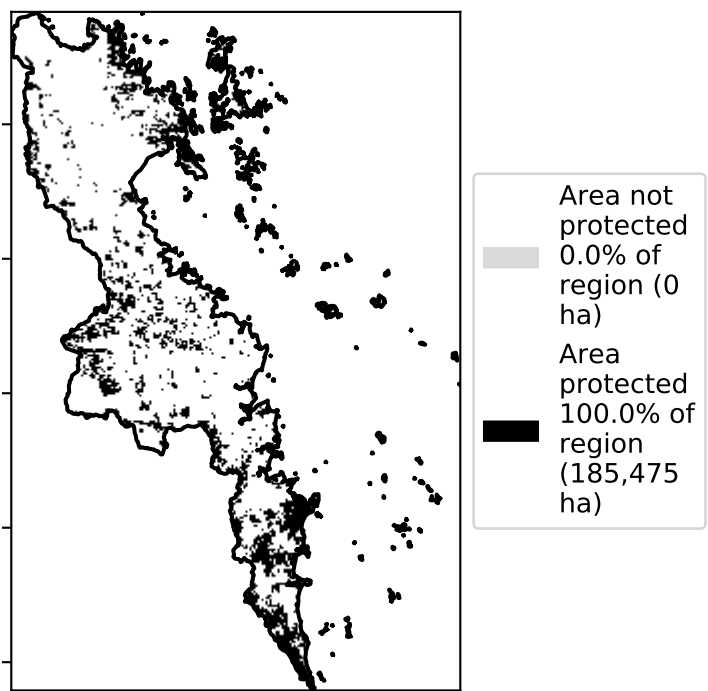 Area not
protected
0.0% of
region (0
ha)
Area
protected
100.0% of
region
(185,475
ha)